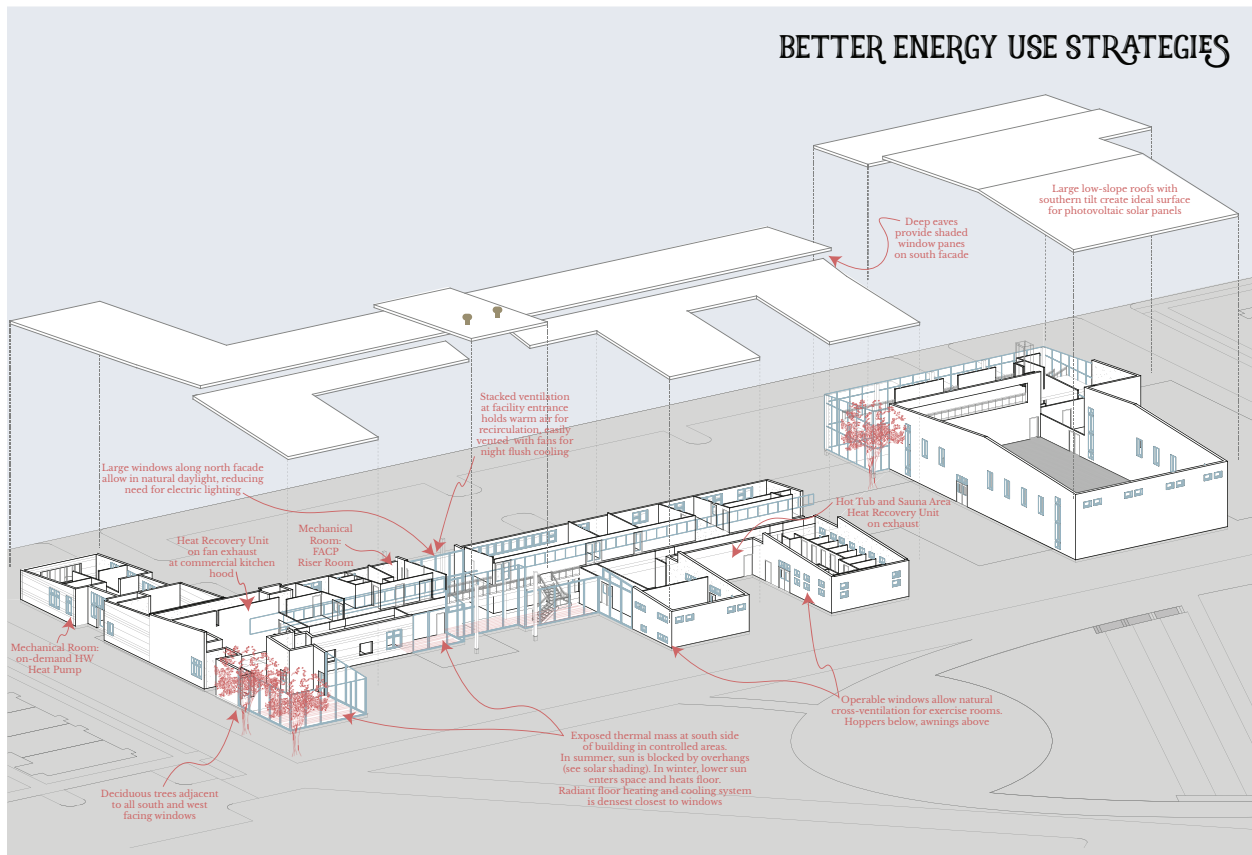 BETTER ENERGY USE STRATEGIES
Large low-slope roofs with
southern tilt create ideal surface
for photovoltaic solar panels
Deep eaves
provide shaded
window panes
on south facade
Stacked ventilation
at facility entrance
holds warm air for
recirculation, easily
vented with fans for
night flush cooling
Large windows along north facade
allow in natural daylight, reducing
need for electric lighting
Mechanical
Room:
FACP
Riser Room
Heat Recovery Unit
on fan exhaust
at commercial kitchen
hood
Hot Tub and Sauna Area
Heat Recovery Unit
on exhaust
Mechanical Room:
on-demand HW
Heat Pump
Operable windows allow natural
cross-ventilation for exercise rooms.
Hoppers below, awnings above
Exposed thermal mass at south side
of building in controlled areas.
In summer, sun is blocked by overhangs
(see solar shading). In winter, lower sun
enters space and heats floor.
Radiant floor heating and cooling system
is densest closest to windows
Deciduous trees adjacent
to all south and west
facing windows